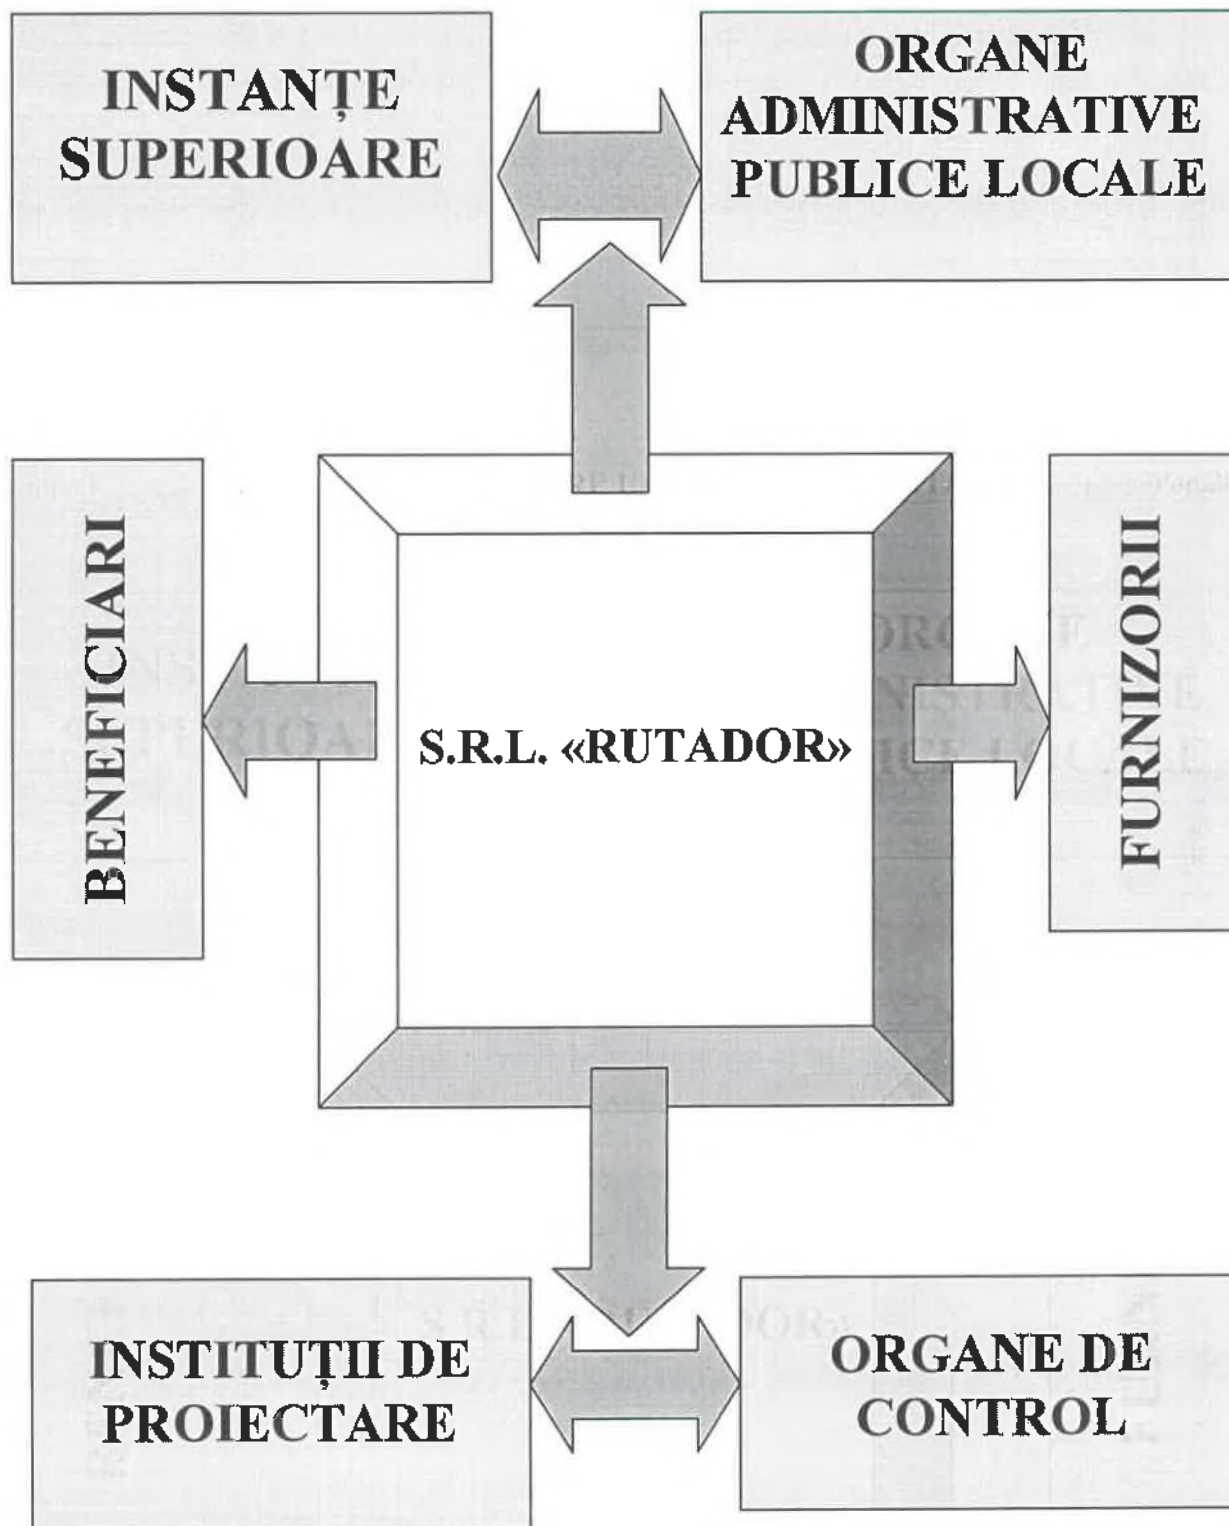 INSTANȚE
SUPERIOARE
ORGANE
ADMINISTRATIVE
PUBLICE LOCALE
BENEFICIARI
S.R.L. «RUTADOR»
FURNIZORII
INSTITUȚII DE
PROIECTARE
ORGANE DE
CONTROL